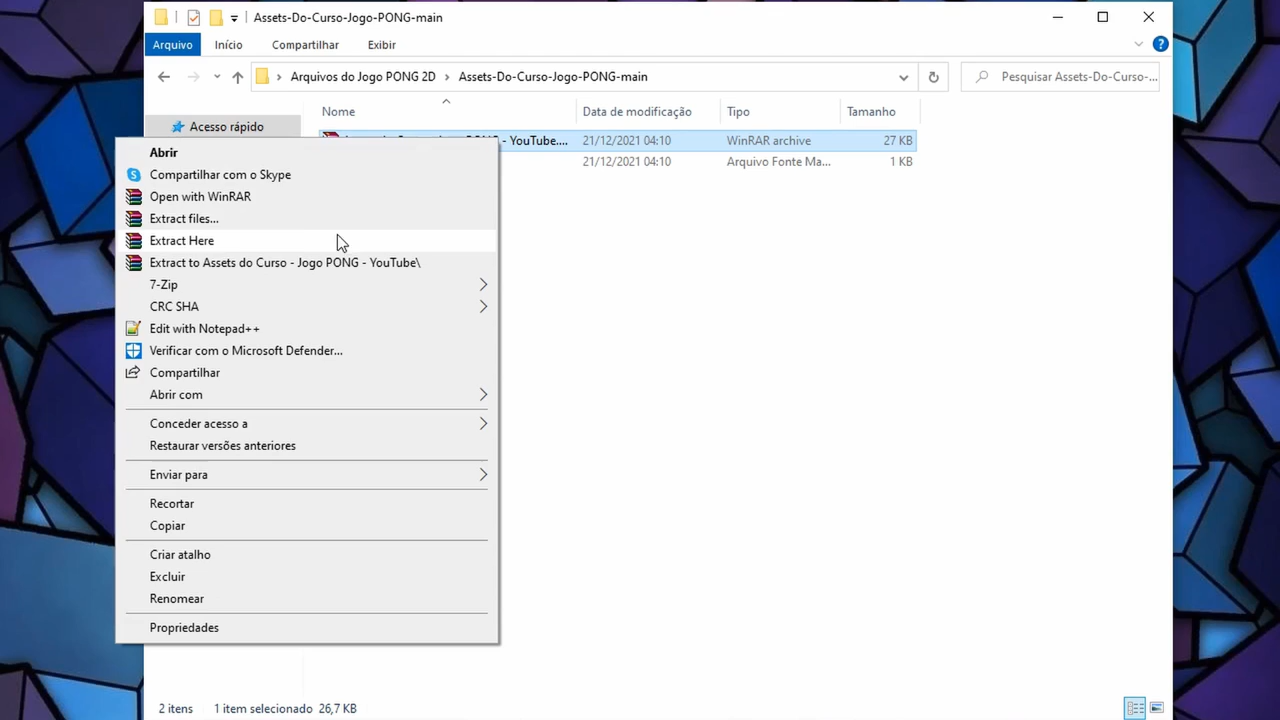 Assets-Do-Curso-Jogo-PONG-main
Arquivo Início Compartilhar Exibir
Arquivos do Jogo PONG 2D Assets-Do-Curso-Jogo-PONG-main Pesquisar Assets-Do-Curso-...
Nome Data de modificação Tipo Tamanho
Acesso rápido
- YouTube.... 21/12/2021 04:10 WinRAR archive 27 KB
21/12/2021 04:10 Arquivo Fonte Ma... 1 KB
Abrir
Compartilhar com o Skype
Open with WinRAR
Extract files...
Extract Here
Extract to Assets do Curso - Jogo PONG - YouTube\
7-Zip
CRC SHA
Edit with Notepad++
Verificar com o Microsoft Defender...
Compartilhar
Abrir com
Conceder acesso a
Restaurar versões anteriores
Enviar para
Recortar
Copiar
Criar atalho
Excluir
Renomear
Propriedades
2 itens 1 item selecionado 26,7 KB